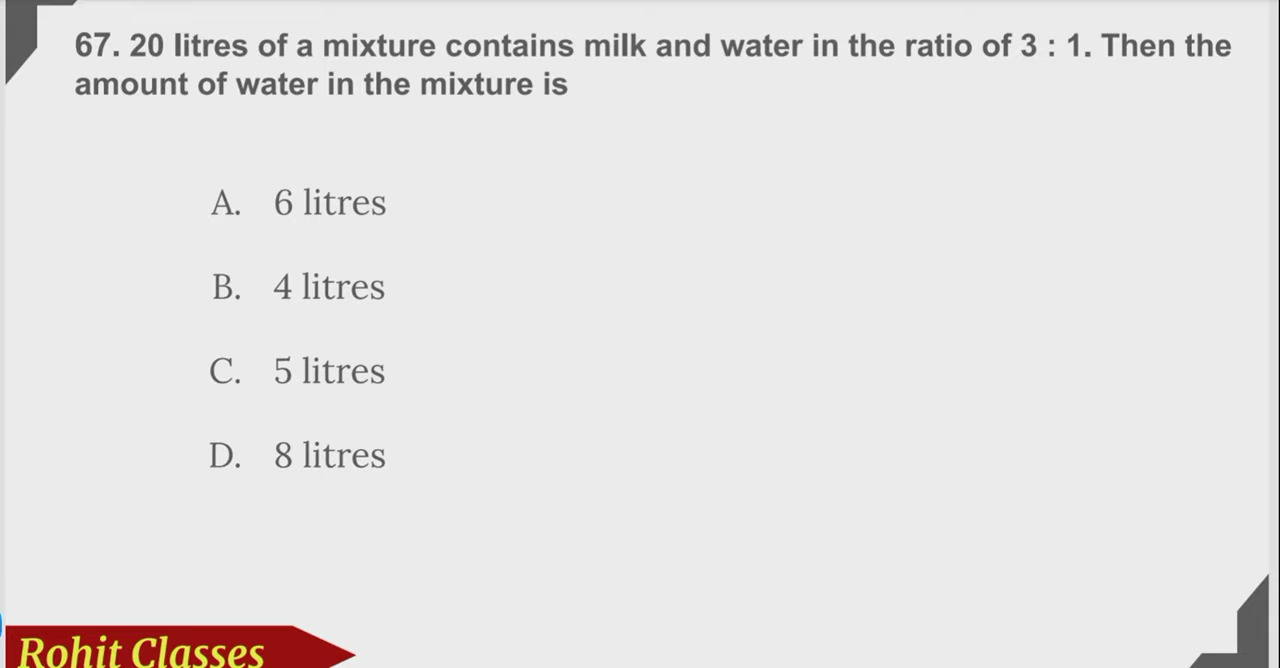 67. 20 litres of a mixture contains milk and water in the ratio of 3 : 1. Then the
amount of water in the mixture is
A. 6 litres
B. 4 litres
C. 5 litres
D. 8 litres
Rohit Classes